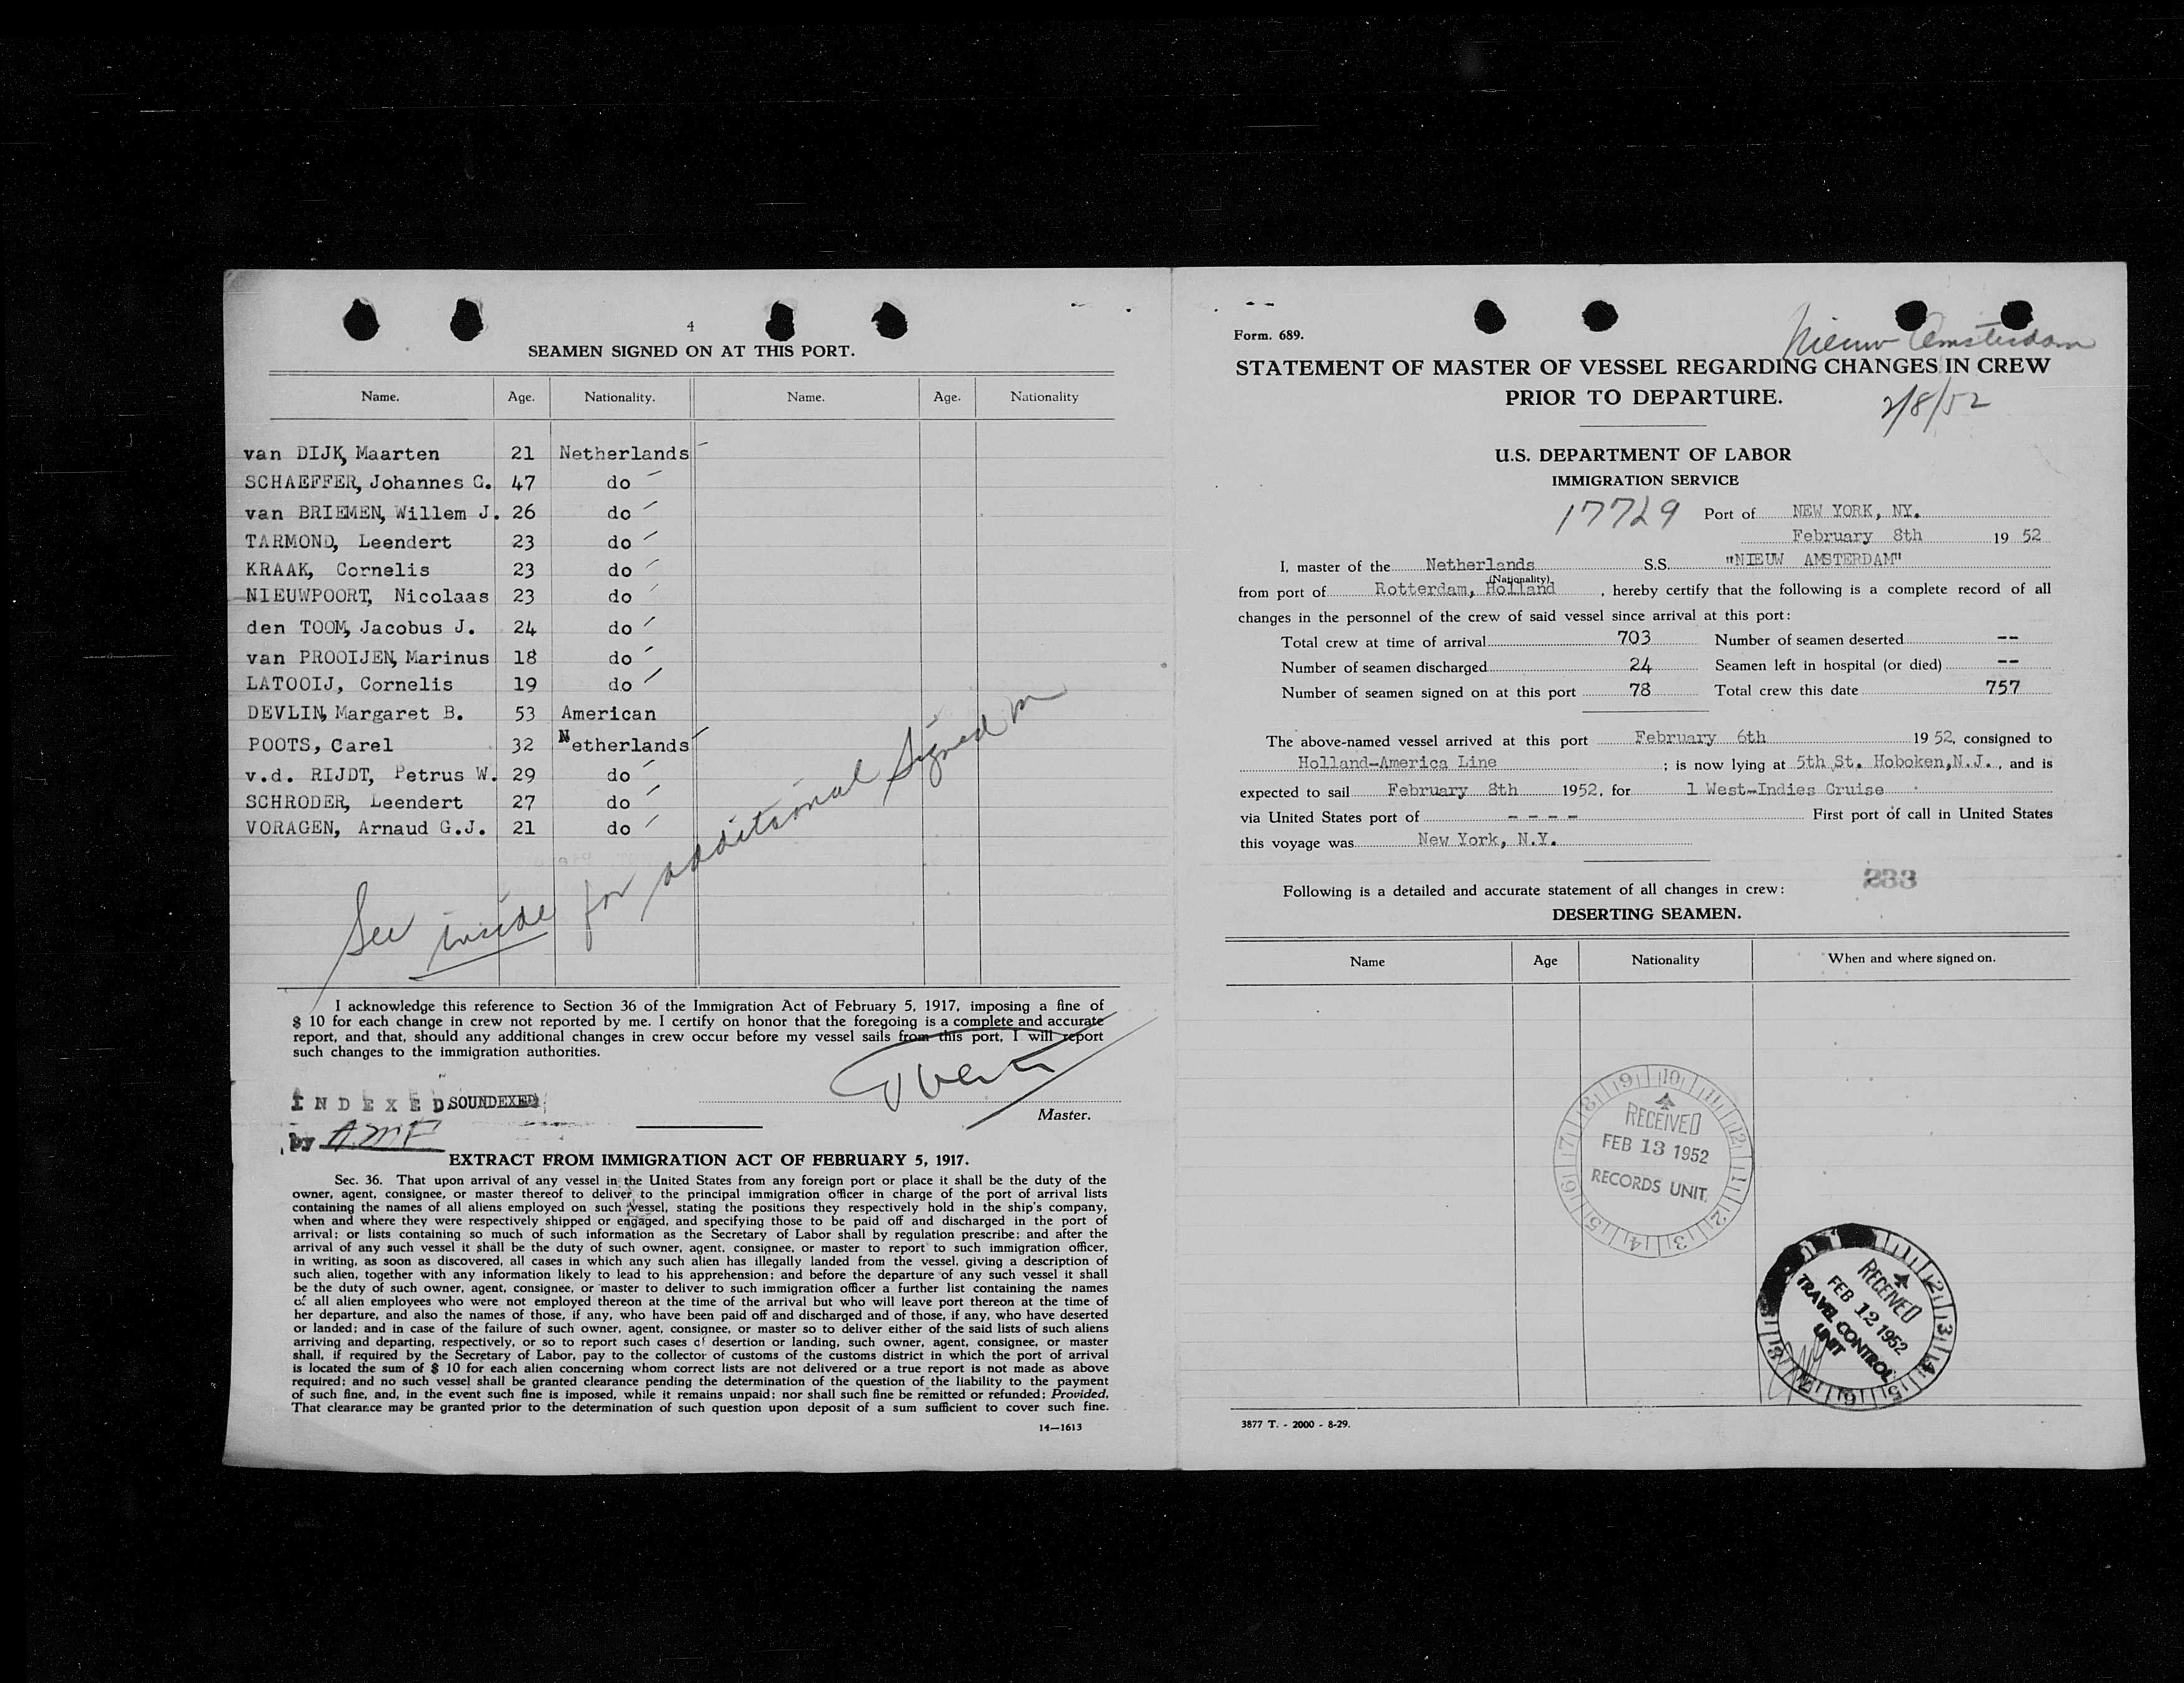 4
SEAMEN SIGNED ON AT THIS PORT.
Name. Age. Nationality. Name. Age. Nationality
van DIJK, Maarten 21 Netherlands
SCHAEFFER, Johannes C. 47 do
van BRIEMEN, Willem J. 26 do
TARMOND, Leendert 23 do
KRAAK, Cornelis 23 do
NIEUWPOORT, Nicolaas 23 do
den TOOM, Jacobus J. 24 do
van PROOIJEN, Marinus 18 do
LATOOIJ, Cornelis 19 do
DEVLIN, Margaret B. 53 American
POOTS, Carel 32 Netherlands
v.d. RIJDT, Petrus W. 29 do
SCHRODER, Leendert 27 do
VORAGEN, Arnaud G.J. 21 do
See inside for additional signed on
I acknowledge this reference to Section 36 of the Immigration Act of February 5, 1917, imposing a fine of
$ 10 for each change in crew not reported by me. I certify on honor that the foregoing is a complete and accurate
report, and that, should any additional changes in crew occur before my vessel sails from this port, I will report
such changes to the immigration authorities.
INDEXED SOUNDEXED
Master.
by AMF
EXTRACT FROM IMMIGRATION ACT OF FEBRUARY 5, 1917.
Sec. 36. That upon arrival of any vessel in the United States from any foreign port or place it shall be the duty of the
owner, agent, consignee, or master thereof to deliver to the principal immigration officer in charge of the port of arrival lists
containing the names of all aliens employed on such vessel, stating the positions they respectively hold in the ship's company,
when and where they were respectively shipped or engaged, and specifying those to be paid off and discharged in the port of
arrival; or lists containing so much of such information as the Secretary of Labor shall by regulation prescribe; and after the
arrival of any such vessel it shall be the duty of such owner, agent, consignee, or master to report to such immigration officer,
in writing, as soon as discovered, all cases in which any such alien has illegally landed from the vessel, giving a description of
such alien, together with any information likely to lead to his apprehension; and before the departure of any such vessel it shall
be the duty of such owner, agent, consignee, or master to deliver to such immigration officer a further list containing the names
of all alien employees who were not employed thereon at the time of the arrival but who will leave port thereon at the time of
her departure, and also the names of those, if any, who have been paid off and discharged and of those, if any, who have deserted
or landed; and in case of the failure of such owner, agent, consignee, or master so to deliver either of the said lists of such aliens
arriving and departing, respectively, or so to report such cases of desertion or landing, such owner, agent, consignee, or master
shall, if required by the Secretary of Labor, pay to the collector of customs of the customs district in which the port of arrival
is located the sum of $ 10 for each alien concerning whom correct lists are not delivered or a true report is not made as above
required; and no such vessel shall be granted clearance pending the determination of the question of the liability to the payment
of such fine, and, in the event such fine is imposed, while it remains unpaid; nor shall such fine be remitted or refunded: Provided,
That clearance may be granted prior to the determination of such question upon deposit of a sum sufficient to cover such fine.
14—1613
Form. 689.
Nieuw Amsterdam
STATEMENT OF MASTER OF VESSEL REGARDING CHANGES IN CREW
PRIOR TO DEPARTURE.
2/8/52
U.S. DEPARTMENT OF LABOR
IMMIGRATION SERVICE
17729 Port of NEW YORK, NY.
February 8th 19 52
I, master of the Netherlands S.S. "NIEUW AMSTERDAM"
(Nationality)
from port of Rotterdam, Holland, hereby certify that the following is a complete record of all
changes in the personnel of the crew of said vessel since arrival at this port:
Total crew at time of arrival 703 Number of seamen deserted --
Number of seamen discharged 24 Seamen left in hospital (or died) --
Number of seamen signed on at this port 78 Total crew this date 757
The above-named vessel arrived at this port February 6th 19 52, consigned to
Holland-America Line ; is now lying at 5th St. Hoboken, N.J. , and is
expected to sail February 8th 1952, for 1 West-Indies Cruise
via United States port of - - - - First port of call in United States
this voyage was New York, N.Y.
233
Following is a detailed and accurate statement of all changes in crew:
DESERTING SEAMEN.
Name Age Nationality When and where signed on.
9 10 11 12 1 2 3 4 5 6 7 8
RECEIVED
FEB 13 1952
RECORDS UNIT.
RECEIVED
FEB 12 1952
TRAVEL CONTROL
UNIT
3877 T. - 2000 - 8-29.